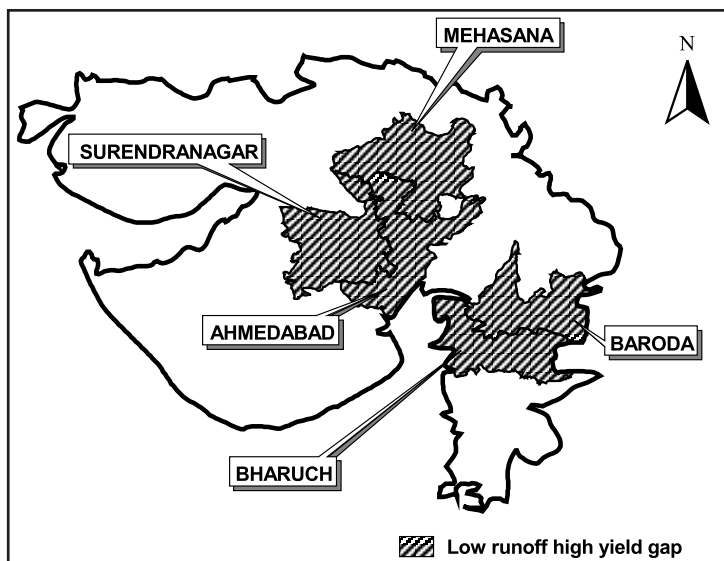 MEHASANA
N
SURENDRANAGAR
AHMEDABAD
BARODA
BHARUCH
Low runoff high yield gap